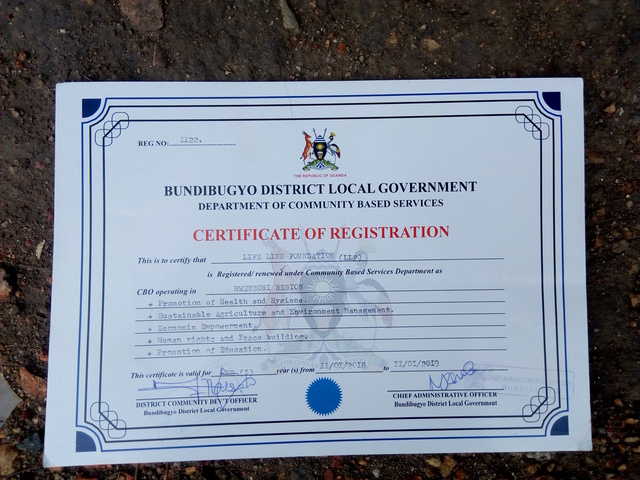 REG NO: 1122.
THE REPUBLIC OF UGANDA
BUNDIBUGYO DISTRICT LOCAL GOVERNMENT
DEPARTMENT OF COMMUNITY BASED SERVICES
CERTIFICATE OF REGISTRATION
This is to certify that LIFE LINE FOUNDATION (LLF)
is Registered/ renewed under Community Based Services Department as
CBO operating in RWENZORI REGION
Promotion of Health and Hygiene.
Sustainable Agriculture and Environment Management.
Economic Empowerment.
Human rights and Peace building.
Promotion of Education.
This certificate is valid for One (1) year (s) from 11/01/2018 to 11/01/2019
DISTRICT COMMUNITY DEV'T OFFICER
Bundibugyo District Local Government
CHIEF ADMINISTRATIVE OFFICER
Bundibugyo District Local Government